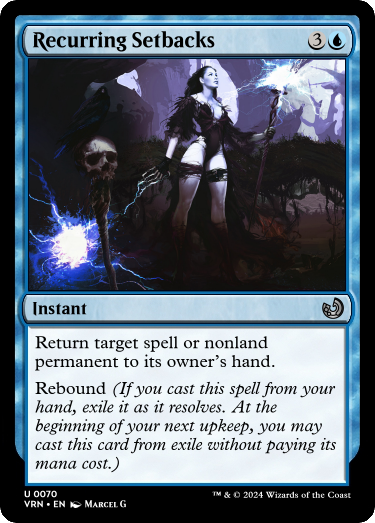 Recurring Setbacks 3
Instant
Return target spell or nonland
permanent to its owner's hand.
Rebound (If you cast this spell from your
hand, exile it as it resolves. At the
beginning of your next upkeep, you may
cast this card from exile without paying its
mana cost.)
U 0070
VRN • EN Marcel G
™ & © 2024 Wizards of the Coast